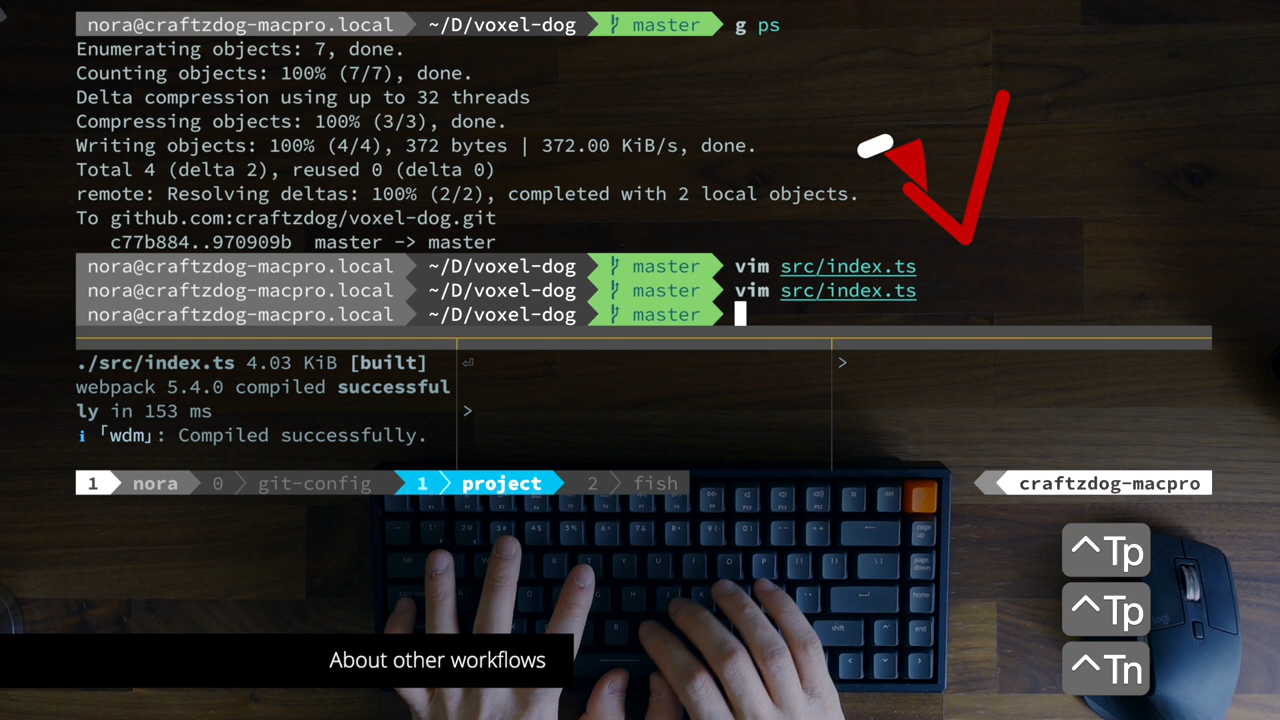 nora@craftzdog-macpro.local ~/D/voxel-dog master g ps
Enumerating objects: 7, done.
Counting objects: 100% (7/7), done.
Delta compression using up to 32 threads
Compressing objects: 100% (3/3), done.
Writing objects: 100% (4/4), 372 bytes | 372.00 KiB/s, done.
Total 4 (delta 2), reused 0 (delta 0)
remote: Resolving deltas: 100% (2/2), completed with 2 local objects.
To github.com:craftzdog/voxel-dog.git
c77b884..970909b master -> master
nora@craftzdog-macpro.local ~/D/voxel-dog master vim src/index.ts
nora@craftzdog-macpro.local ~/D/voxel-dog master vim src/index.ts
nora@craftzdog-macpro.local ~/D/voxel-dog master
./src/index.ts 4.03 KiB [built] ⏎ >
webpack 5.4.0 compiled successful
ly in 153 ms >
ℹ 「wdm」: Compiled successfully.
1 nora 0 git-config 1 project 2 fish craftzdog-macpro
^Tp
^Tp
^Tn
About other workflows